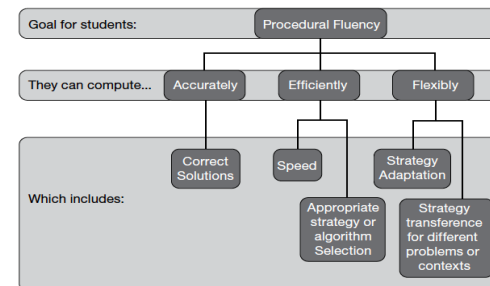 Goal for students:
Procedural Fluency
They can compute...
Accurately
Efficiently
Flexibly
Which includes:
Correct
Solutions
Speed
Appropriate
strategy or
algorithm
Selection
Strategy
Adaptation
Strategy
transference
for different
problems or
contexts